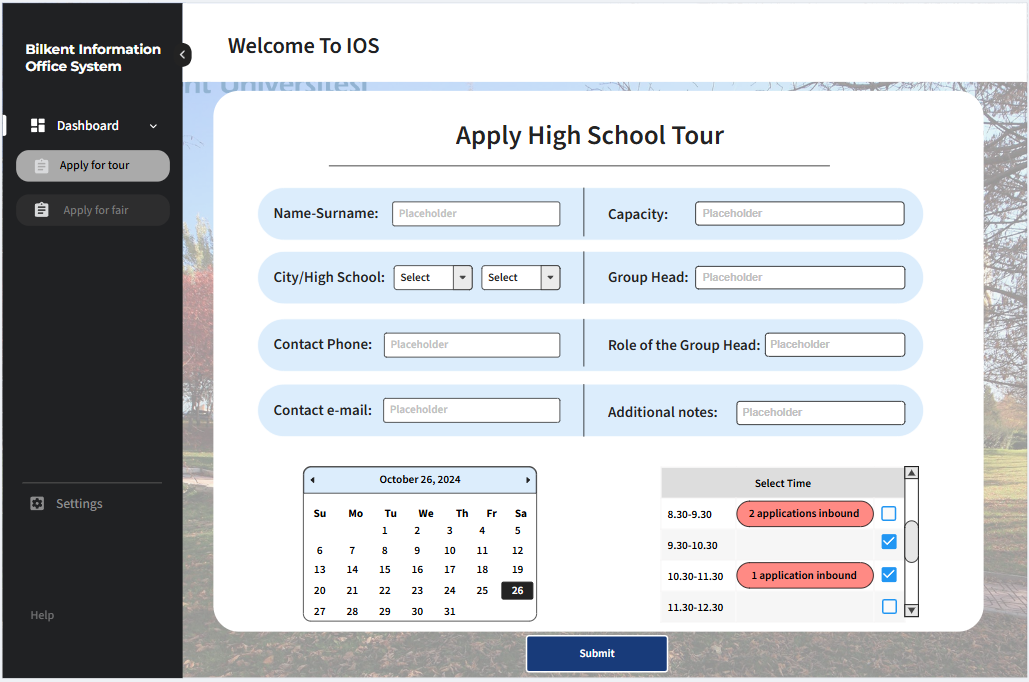 Bilkent Information
Office System
Welcome To IOS
nt Üniversitesi
Dashboard
Apply for tour
Apply for fair
Settings
Help
Apply High School Tour
Name-Surname: Placeholder
Capacity: Placeholder
City/High School: Select Select
Group Head: Placeholder
Contact Phone: Placeholder
Role of the Group Head: Placeholder
Contact e-mail: Placeholder
Additional notes: Placeholder
October 26, 2024
Su Mo Tu We Th Fr Sa
1 2 3 4 5
6 7 8 9 10 11 12
13 14 15 16 17 18 19
20 21 22 23 24 25 26
27 28 29 30 31
Select Time
8.30-9.30 2 applications inbound
9.30-10.30
10.30-11.30 1 application inbound
11.30-12.30
Submit